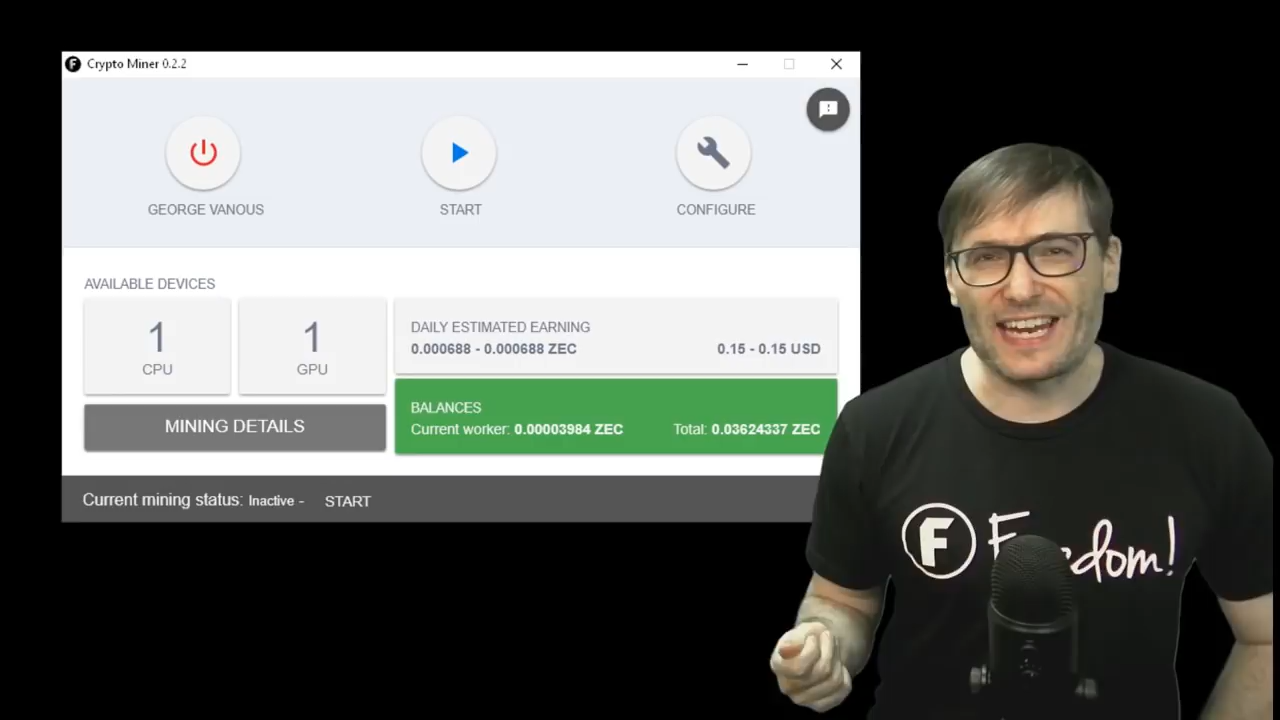 Crypto Miner 0.2.2
GEORGE VANOUS
START
CONFIGURE
AVAILABLE DEVICES
1
CPU
1
GPU
DAILY ESTIMATED EARNING
0.000688 - 0.000688 ZEC 0.15 - 0.15 USD
MINING DETAILS
BALANCES
Current worker: 0.00003984 ZEC Total: 0.03624337 ZEC
Current mining status: Inactive - START
F